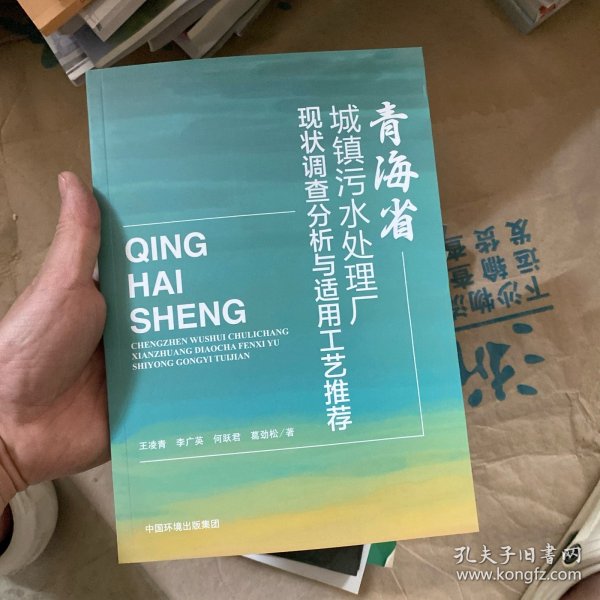 青海省
城镇污水处理厂
现状调查分析与适用工艺推荐
QING
HAI
SHENG
CHENGZHEN WUSHUI CHULICHANG
XIANZHUANG DIAOCHA FENXI YU
SHIYONG GONGYI TUIJIAN
王凌青 李广英 何跃君 葛劲松/著
中国环境出版集团
孔夫子旧书网
www.kongfz.com